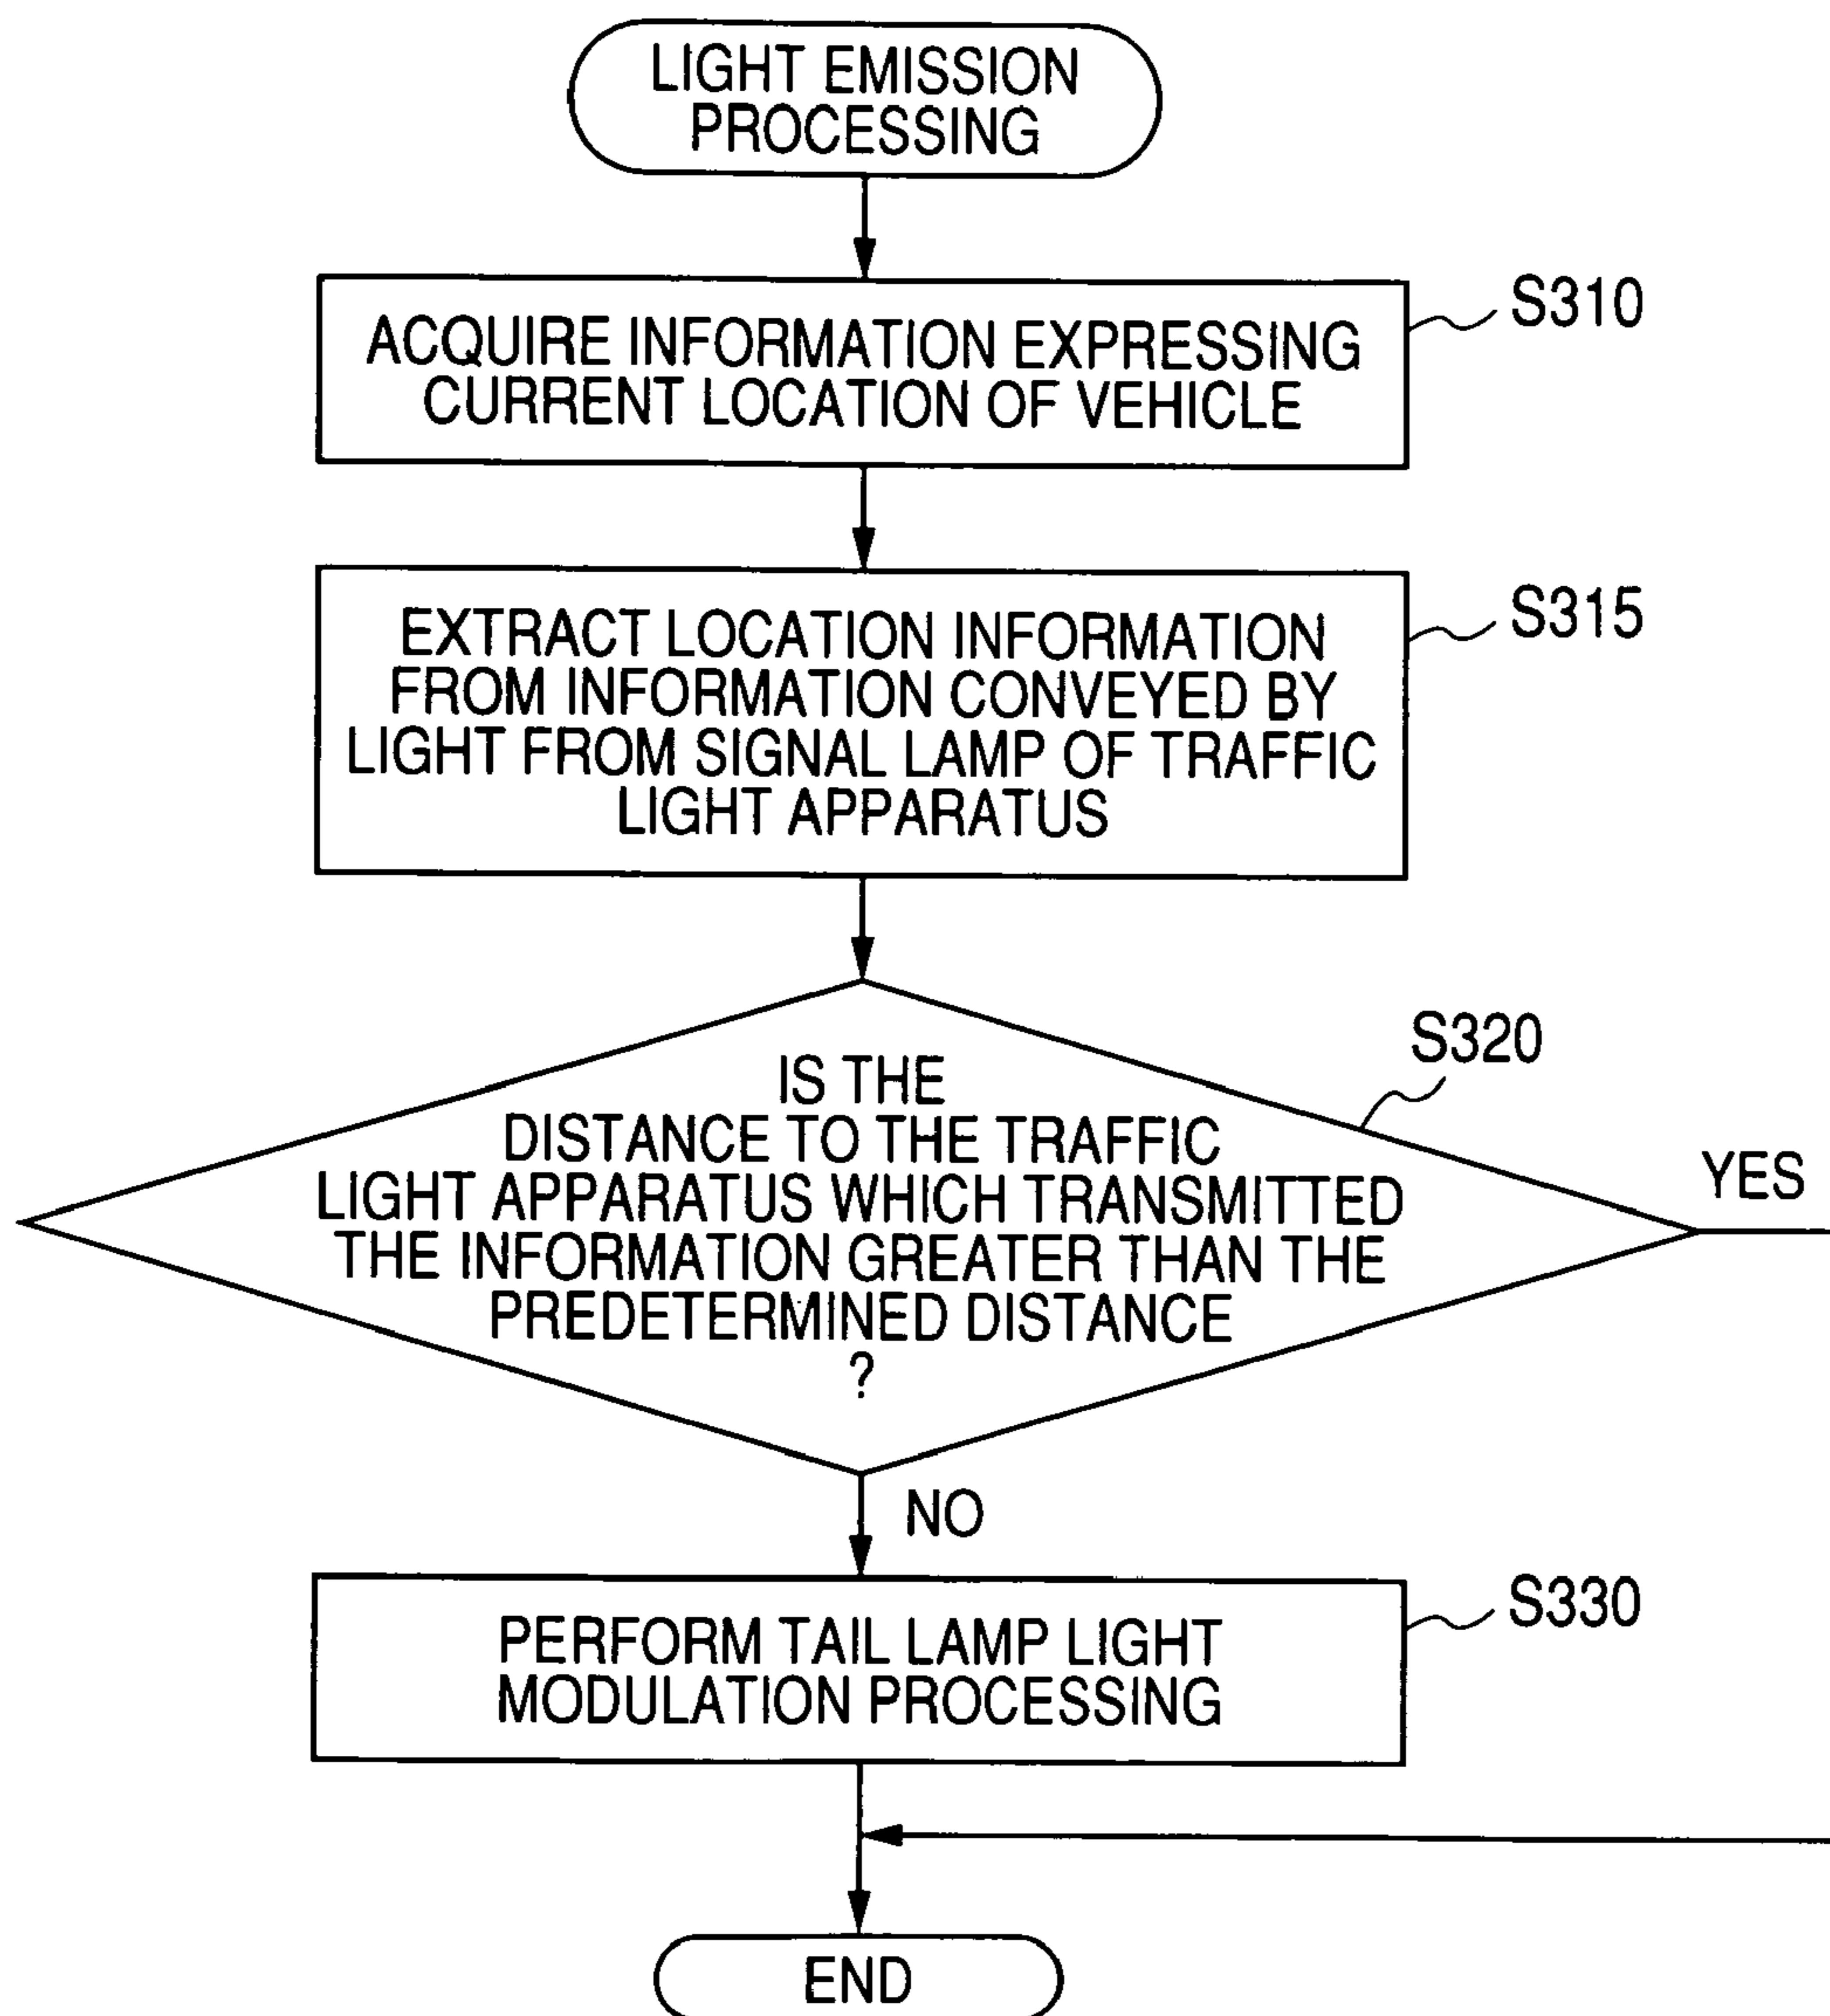 LIGHT EMISSION
PROCESSING
ACQUIRE INFORMATION EXPRESSING
CURRENT LOCATION OF VEHICLE
S310
EXTRACT LOCATION INFORMATION
FROM INFORMATION CONVEYED BY
LIGHT FROM SIGNAL LAMP OF TRAFFIC
LIGHT APPARATUS
S315
IS THE
DISTANCE TO THE TRAFFIC
LIGHT APPARATUS WHICH TRANSMITTED
THE INFORMATION GREATER THAN THE
PREDETERMINED DISTANCE
?
S320
YES
NO
PERFORM TAIL LAMP LIGHT
MODULATION PROCESSING
S330
END